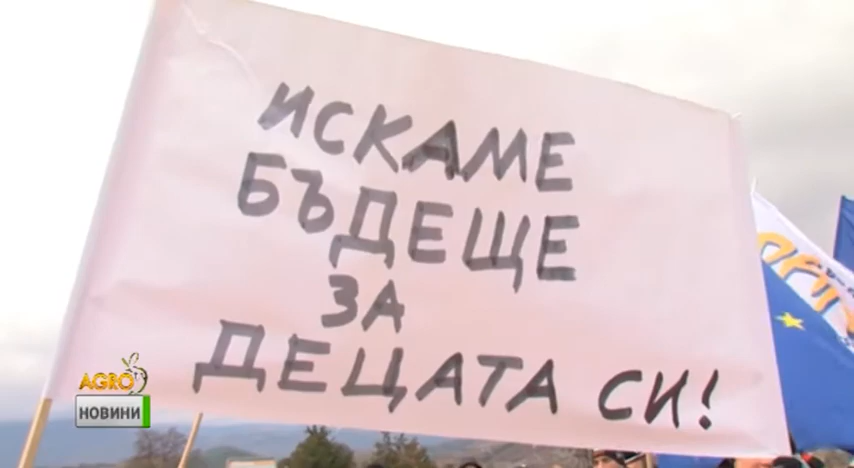 ИСКАМЕ
БЪДЕЩЕ
ЗА
ДЕЦАТА СИ!
AGRO
НОВИНИ